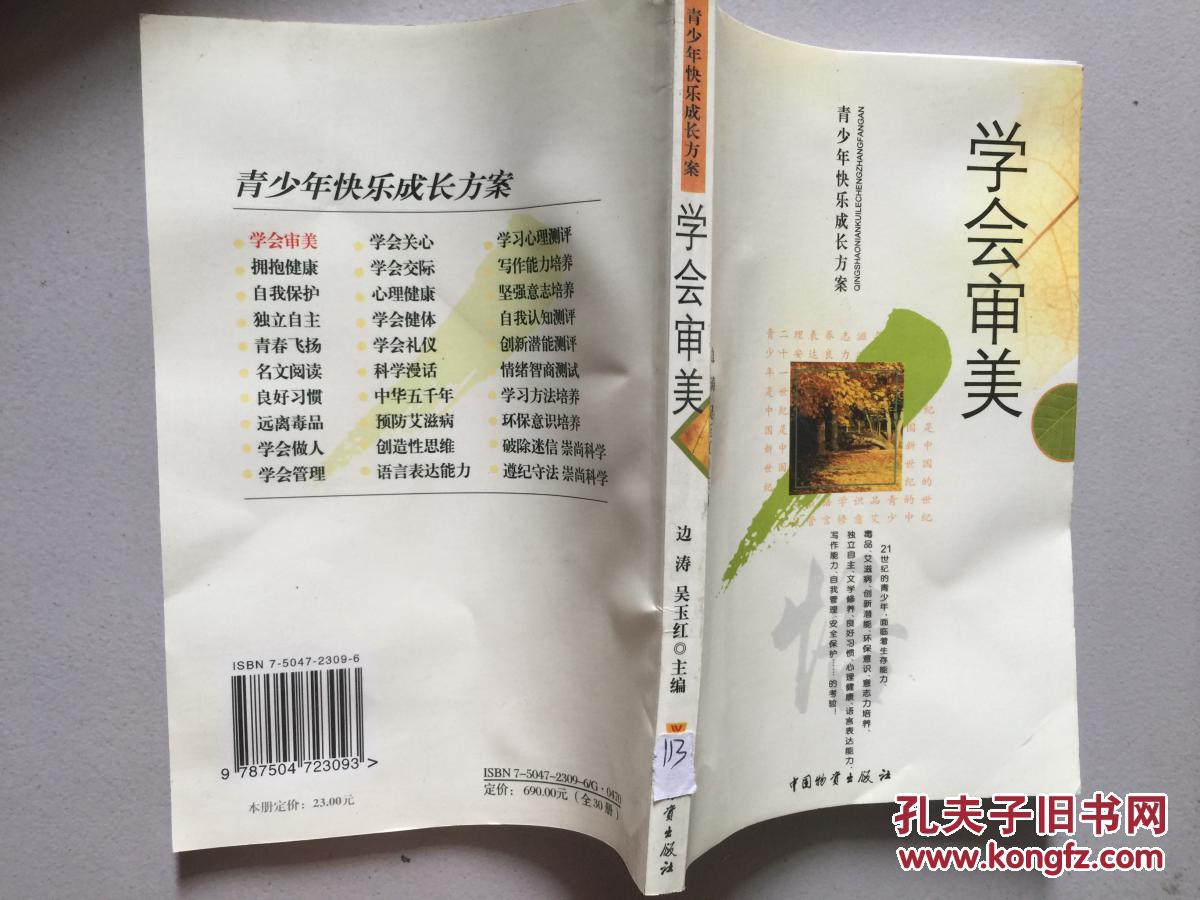 青少年快乐成长方案
学会审美
拥抱健康
自我保护
独立自主
青春飞扬
名文阅读
良好习惯
远离毒品
学会做人
学会管理
学会关心
学会交际
心理健康
学会健体
学会礼仪
科学漫话
中华五千年
预防艾滋病
创造性思维
语言表达能力
学习心理测评
写作能力培养
坚强意志培养
自我认知测评
创新潜能测评
情绪智商测试
学习方法培养
环保意识培养
破除迷信 崇尚科学
遵纪守法 崇尚科学
ISBN 7-5047-2309-6
9 787504 723093 >
本册定价：23.00元
ISBN 7-5047-2309-6/G·0470
定价：690.00元（全30册）
青少年快乐成长方案
学会审美
边涛 吴玉红◎主编
113
资出版社
学会审美
青少年快乐成长方案
QINGSHAONIANKUILECHENGZHANGFANGAN
21世纪的青少年，面临着生存能力、
毒品、艾滋病、创新潜能、环保意识、意志力培养、
独立自主、文学修养、良好习惯、心理健康、语言表达能力、
写作能力、自我管理、安全保护……的考验！
中国物资出版社
孔夫子旧书网
www.kongfz.com